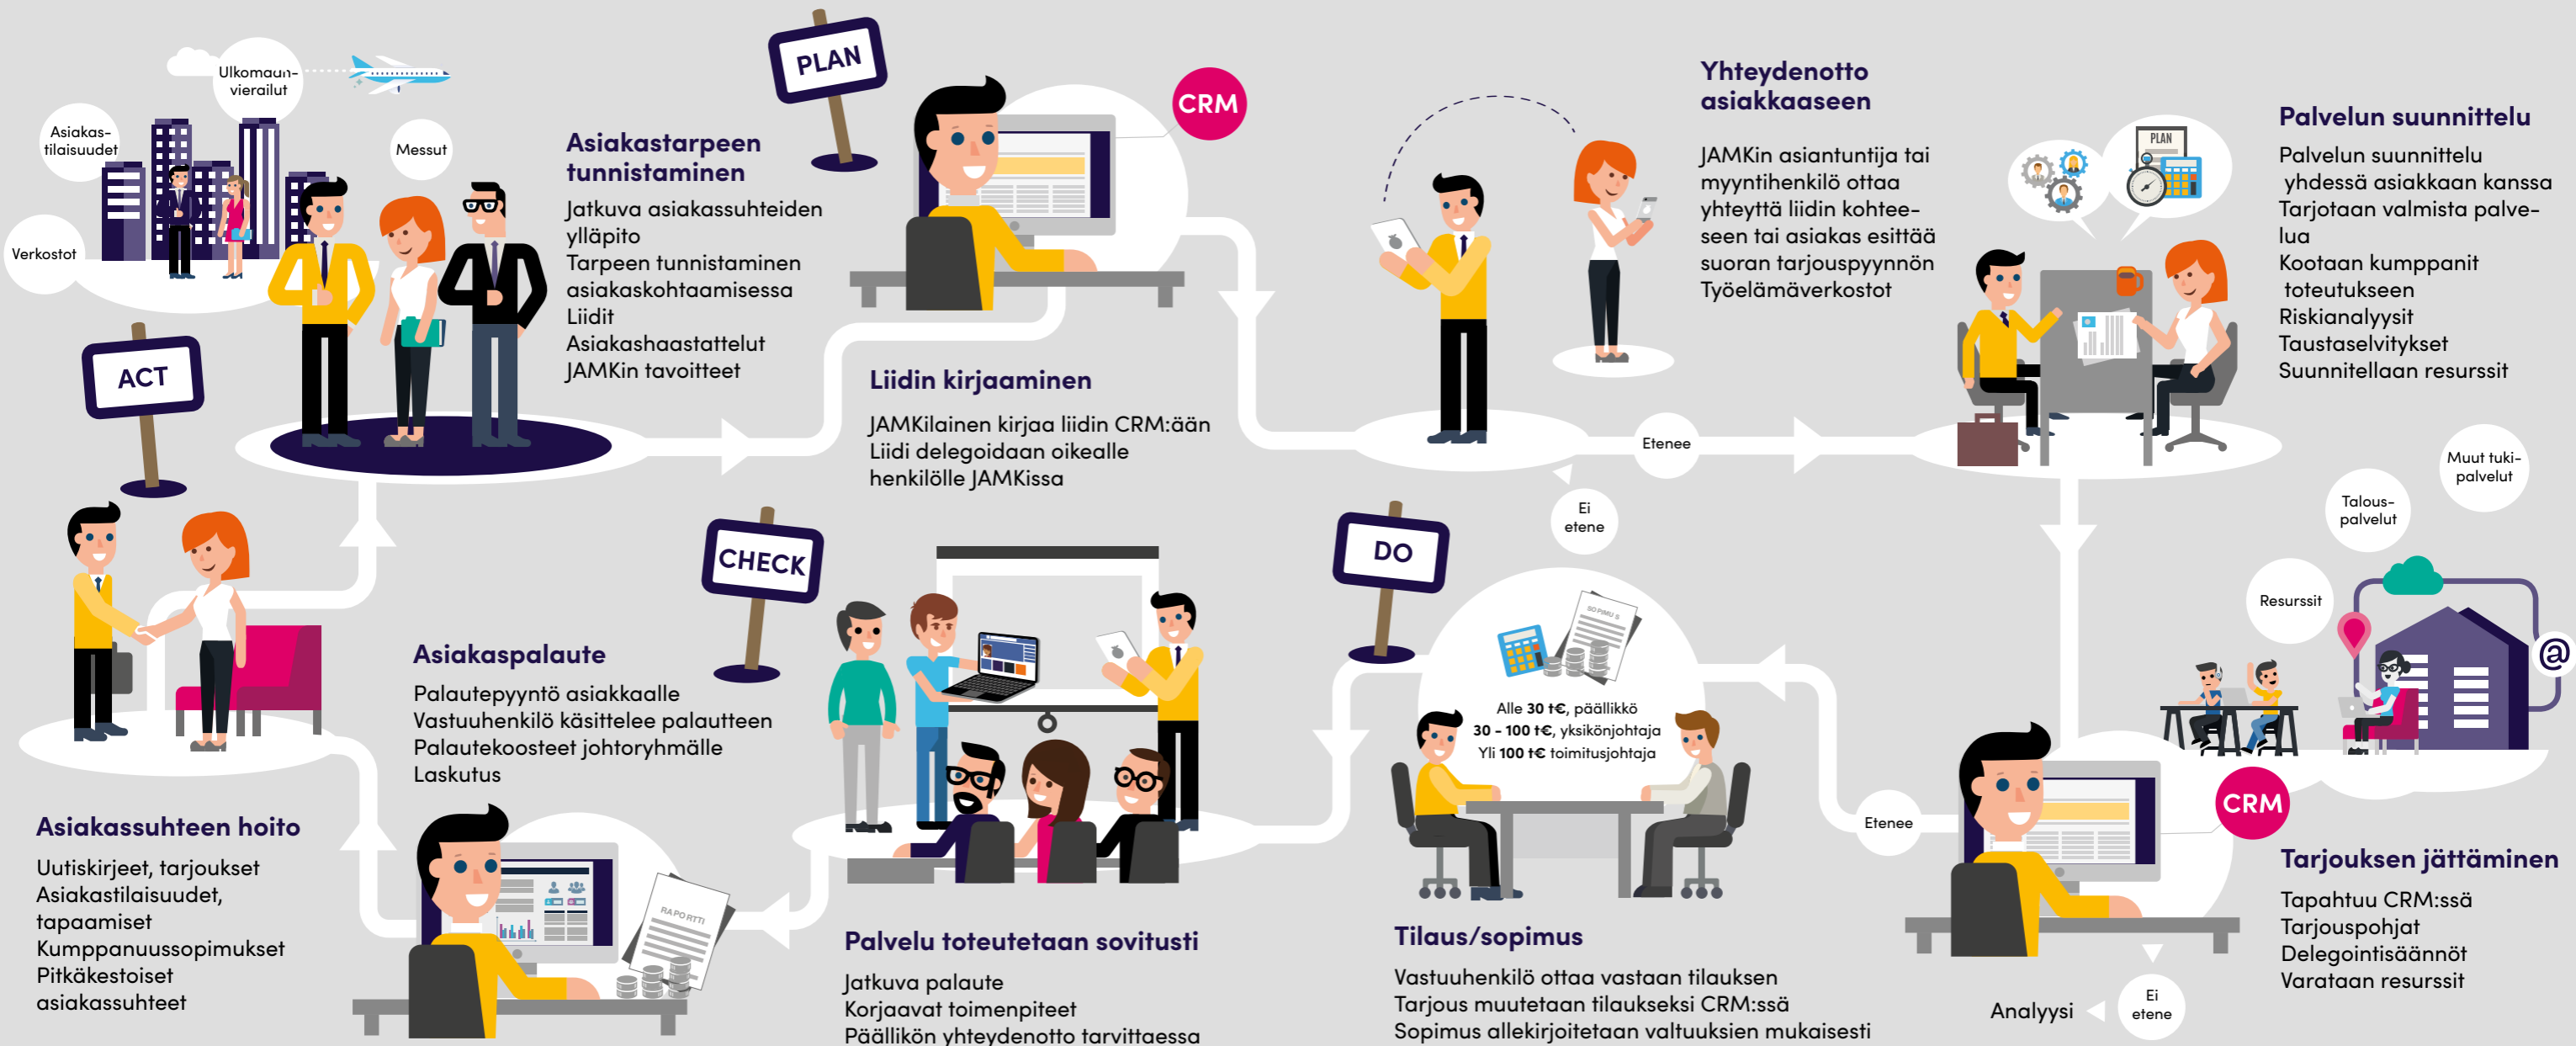 Ulkomaan-
vierailut
Asiakas-
tilaisuudet
Messut
Verkostot
Asiakastarpeen
tunnistaminen
Jatkuva asiakassuhteiden
ylläpito
Tarpeen tunnistaminen
asiakaskohtaamisessa
Liidit
Asiakashaastattelut
JAMKin tavoitteet
PLAN
CRM
Liidin kirjaaminen
JAMKilainen kirjaa liidin CRM:ään
Liidi delegoidaan oikealle
henkilölle JAMKissa
Yhteydenotto
asiakkaaseen
JAMKin asiantuntija tai
myyntihenkilö ottaa
yhteyttä liidin kohtee-
seen tai asiakas esittää
suoran tarjouspyynnön
Työelämäverkostot
Etenee
Ei
etene
PLAN
Palvelun suunnittelu
Palvelun suunnittelu
yhdessä asiakkaan kanssa
Tarjotaan valmista palve-
lua
Kootaan kumppanit
toteutukseen
Riskianalyysit
Taustaselvitykset
Suunnitellaan resurssit
Muut tuki-
palvelut
Talous-
palvelut
Resurssit
@
CRM
Tarjouksen jättäminen
Tapahtuu CRM:ssä
Tarjouspohjat
Delegointisäännöt
Varataan resurssit
Ei
etene
Analyysi
Etenee
DO
SOPIMUS
Alle 30 t€, päällikkö
30 - 100 t€, yksikönjohtaja
Yli 100 t€ toimitusjohtaja
Tilaus/sopimus
Vastuuhenkilö ottaa vastaan tilauksen
Tarjous muutetaan tilaukseksi CRM:ssä
Sopimus allekirjoitetaan valtuuksien mukaisesti
Palvelu toteutetaan sovitusti
Jatkuva palaute
Korjaavat toimenpiteet
Päällikön yhteydenotto tarvittaessa
CHECK
Asiakaspalaute
Palautepyyntö asiakkaalle
Vastuuhenkilö käsittelee palautteen
Palautekoosteet johtoryhmälle
Laskutus
RAPORTTI
ACT
Asiakassuhteen hoito
Uutiskirjeet, tarjoukset
Asiakastilaisuudet,
tapaamiset
Kumppanuussopimukset
Pitkäkestoiset
asiakassuhteet